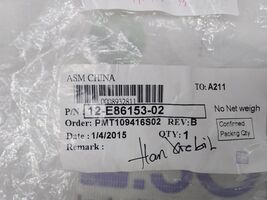 ASM CHINA
TO: A211
0008932811
P/N 12-E86153-02
No Net weigh
Order: PMT109416S02 REV:B
Confirmed
Packing Qty
Date : 1/4/2015 QTY: 1
Remark :